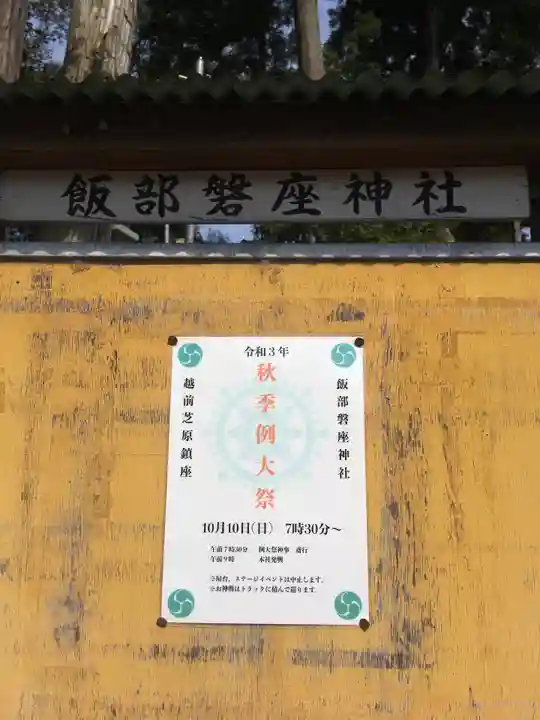 飯部磐座神社
令和3年
飯部磐座神社
秋季例大祭
越前芝原鎮座
10月10日(日) 7時30分~
午前7時30分 例大祭神事 斎行
午前9時 本社発輿
※屋台、ステージイベントは中止します。
※お神輿はトラックに積んで巡ります。